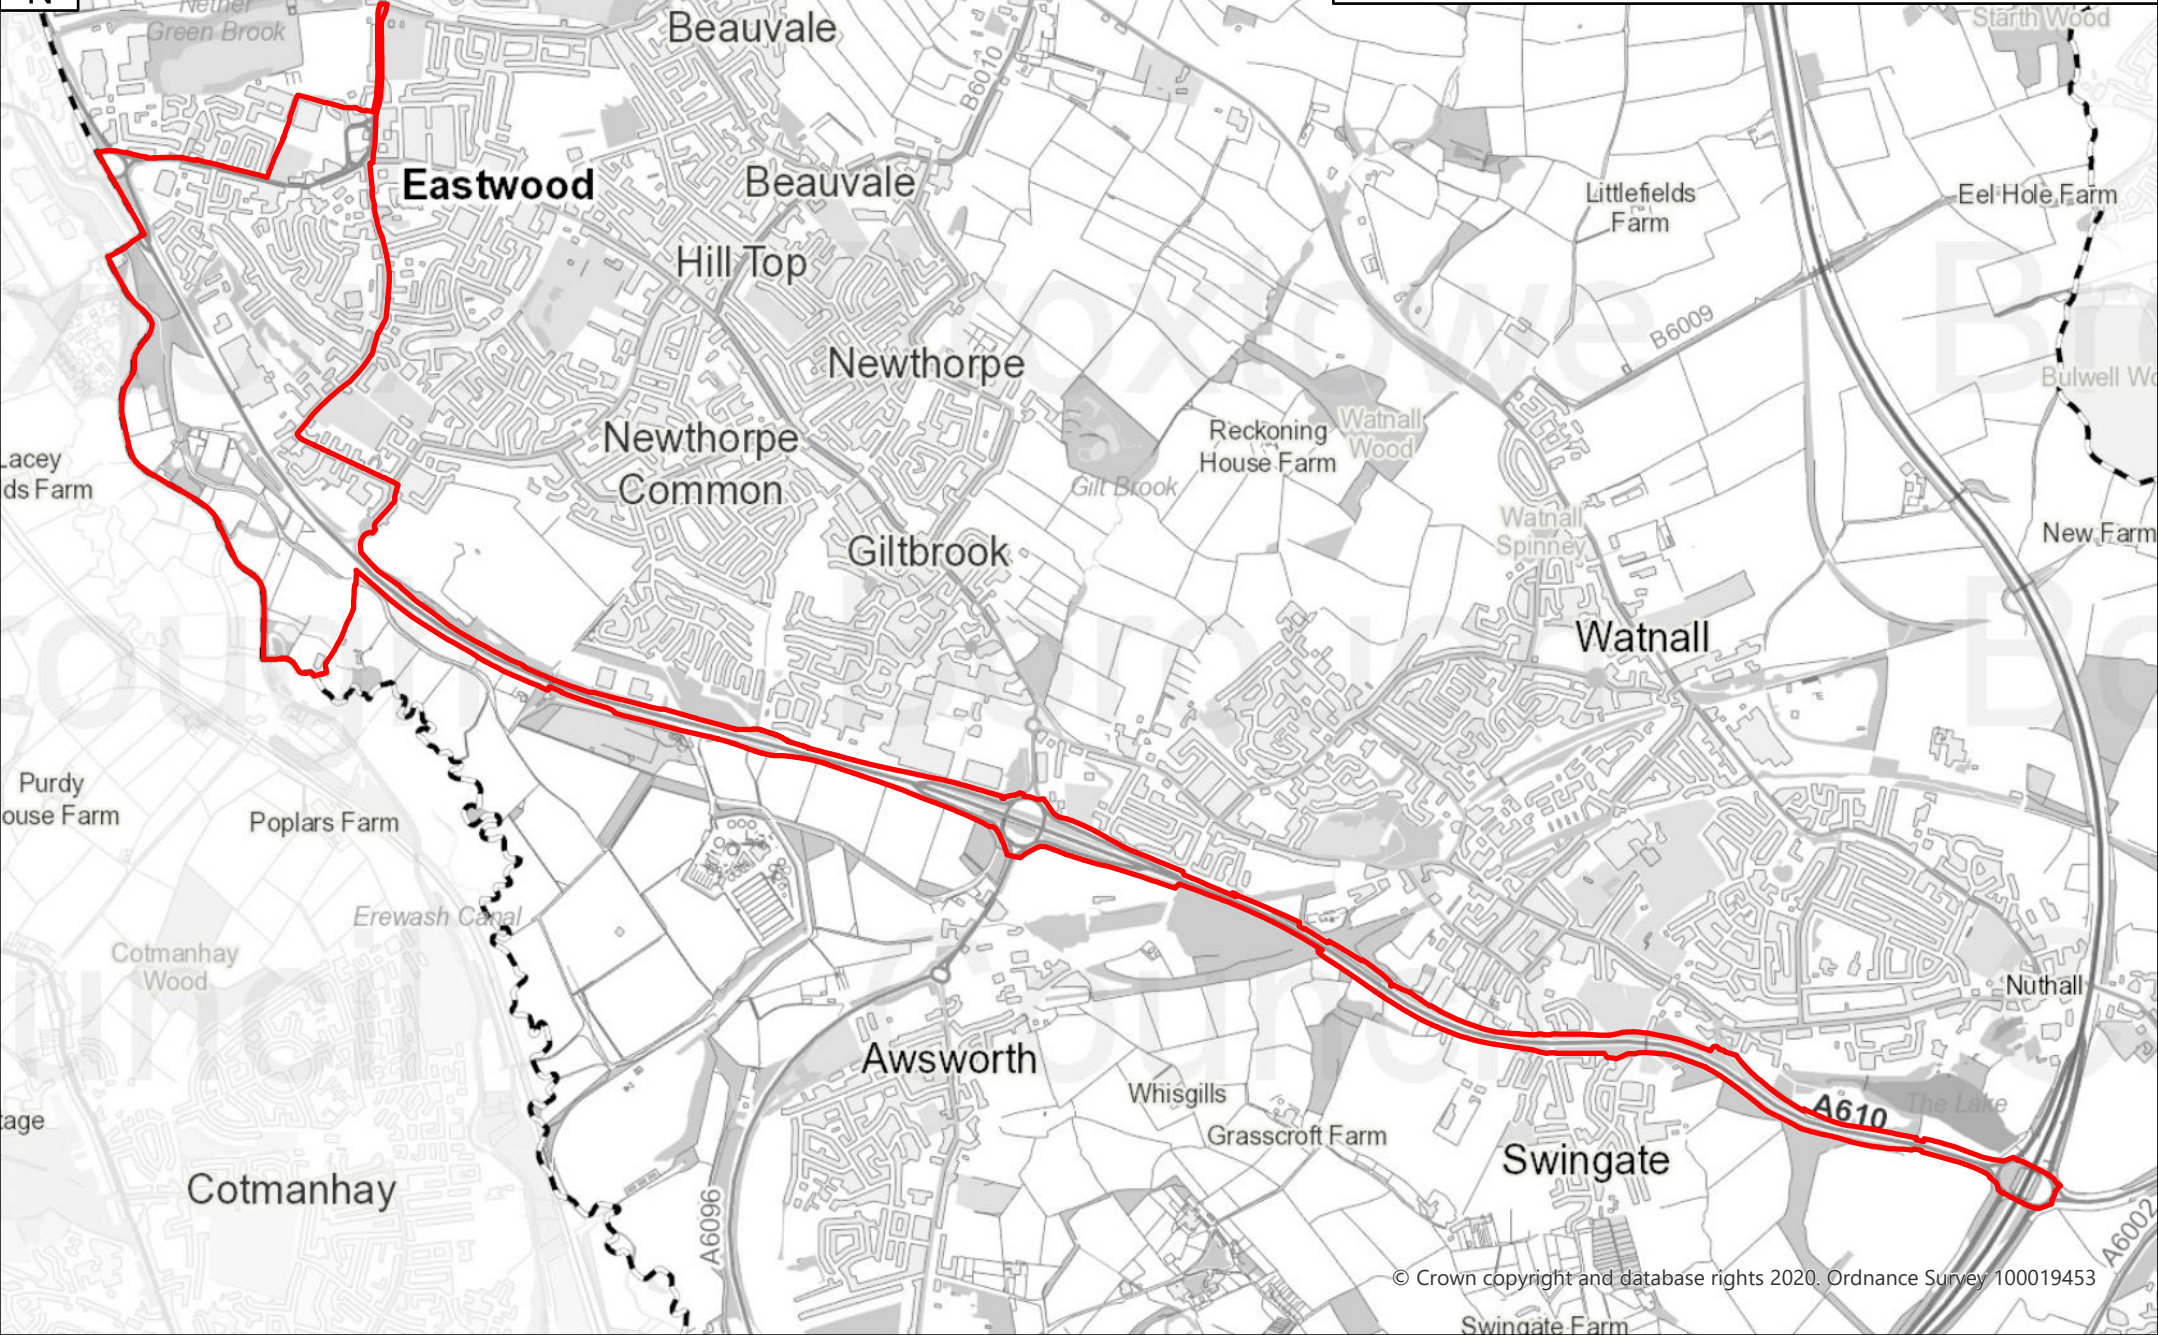 N
Nether
Green Brook
Beauvale
B6010
Starth Wood
Eastwood
Beauvale
Littlefields
Farm
Eel Hole Farm
Hill Top
Broxtowe
B6009
Newthorpe
Bulwell Wo
Newthorpe
Common
Reckoning
House Farm
Watnall
Wood
Lacey
ds Farm
Gilt Brook
Watnall
Spinney
New Farm
Giltbrook
Borough
Watnall
Purdy
ouse Farm
Poplars Farm
Erewash Canal
Cotmanhay
Wood
Council
Nuthall
Awsworth
Whisgills
A610
The Lake
Grasscroft Farm
Swingate
Cotmanhay
A6096
A6002
© Crown copyright and database rights 2020. Ordnance Survey 100019453
Swingate Farm